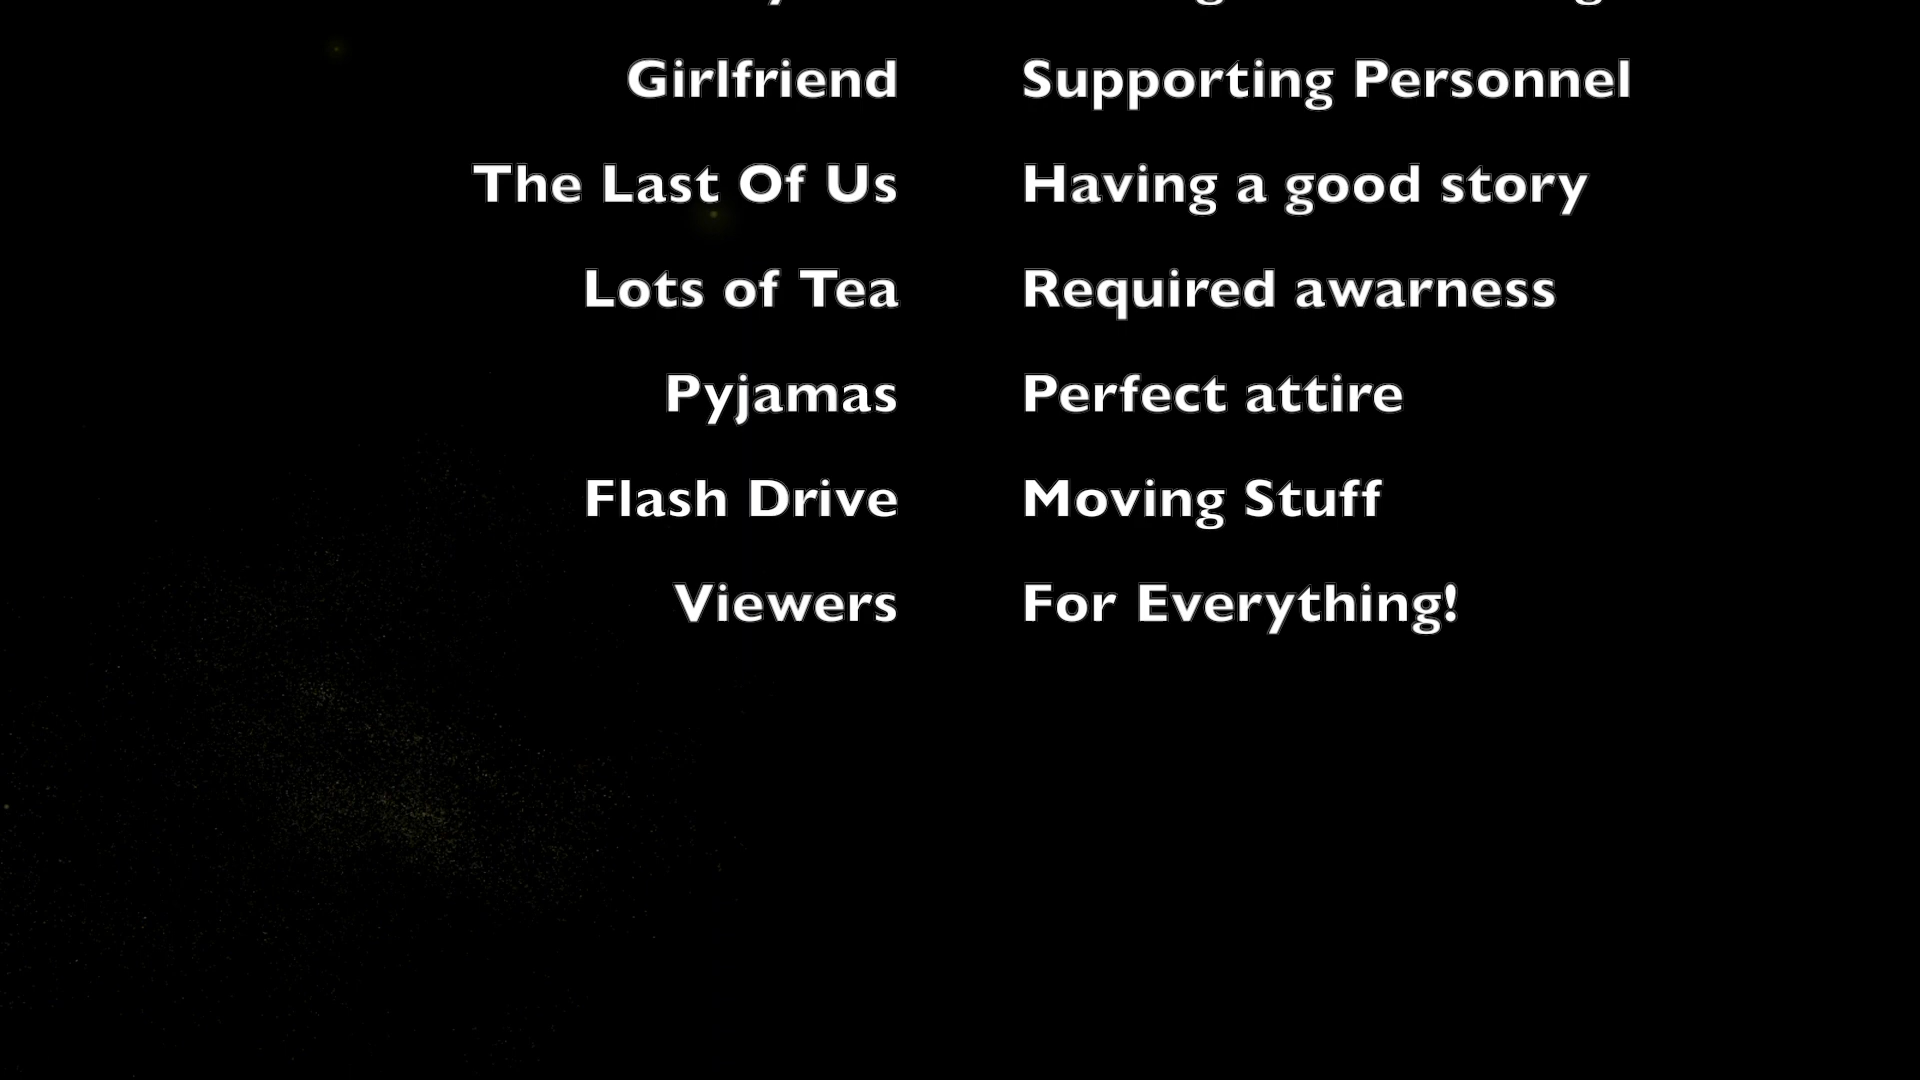 Girlfriend Supporting Personnel
The Last Of Us Having a good story
Lots of Tea Required awarness
Pyjamas Perfect attire
Flash Drive Moving Stuff
Viewers For Everything!